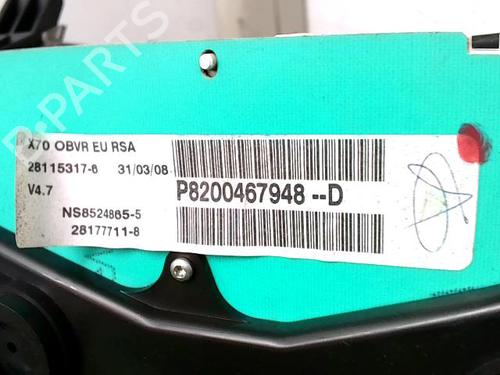 B-PARTS
X70 OBVR EU RSA
28115317-6 31/03/08
V4.7
P8200467948--D
NS8524865-5
28177711-8